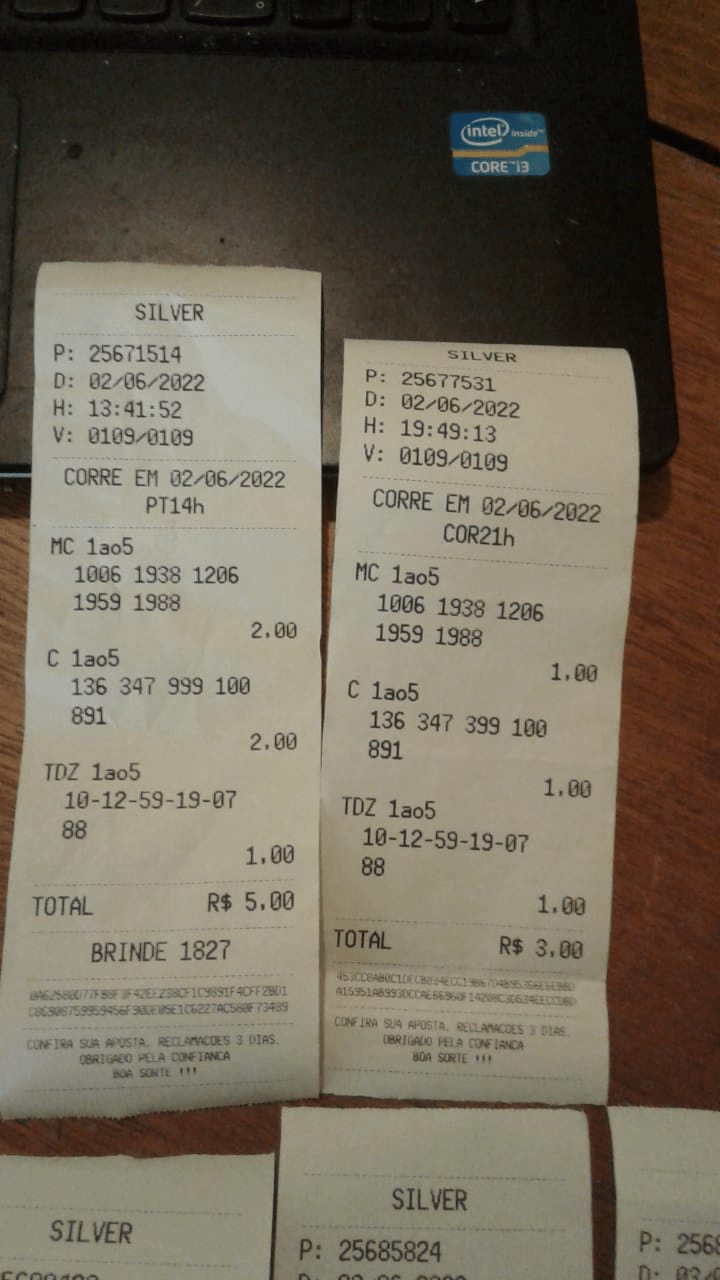 intel inside™
CORE™i3
SILVER
P: 25671514
D: 02/06/2022
H: 13:41:52
V: 0109/0109
CORRE EM 02/06/2022
PT14h
MC 1ao5
1006 1938 1206
1959 1988
2,00
C 1ao5
136 347 999 100
891
2,00
TDZ 1ao5
10-12-59-19-07
88
1,00
TOTAL R$ 5,00
BRINDE 1827
CONFIRA SUA APOSTA. RECLAMACOES 3 DIAS.
OBRIGADO PELA CONFIANCA
BOA SORTE !!!
SILVER
P: 25677531
D: 02/06/2022
H: 19:49:13
V: 0109/0109
CORRE EM 02/06/2022
COR21h
MC 1ao5
1006 1938 1206
1959 1988
1,00
C 1ao5
136 347 399 100
891
1,00
TDZ 1ao5
10-12-59-19-07
88
1,00
TOTAL R$ 3,00
CONFIRA SUA APOSTA. RECLAMACOES 3 DIAS.
OBRIGADO PELA CONFIANCA
BOA SORTE !!!
SILVER
SILVER
P: 25685824
P: 2568